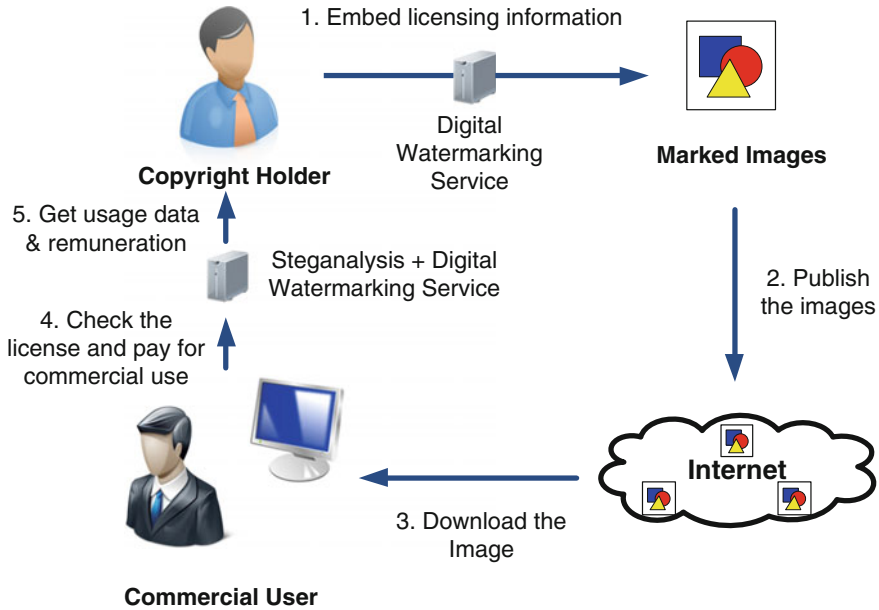 1. Embed licensing information
Digital
Watermarking
Service
Copyright Holder
Marked Images
2. Publish
the images
Internet
3. Download the
Image
Commercial User
4. Check the
license and pay for
commercial use
Steganalysis + Digital
Watermarking Service
5. Get usage data
& remuneration